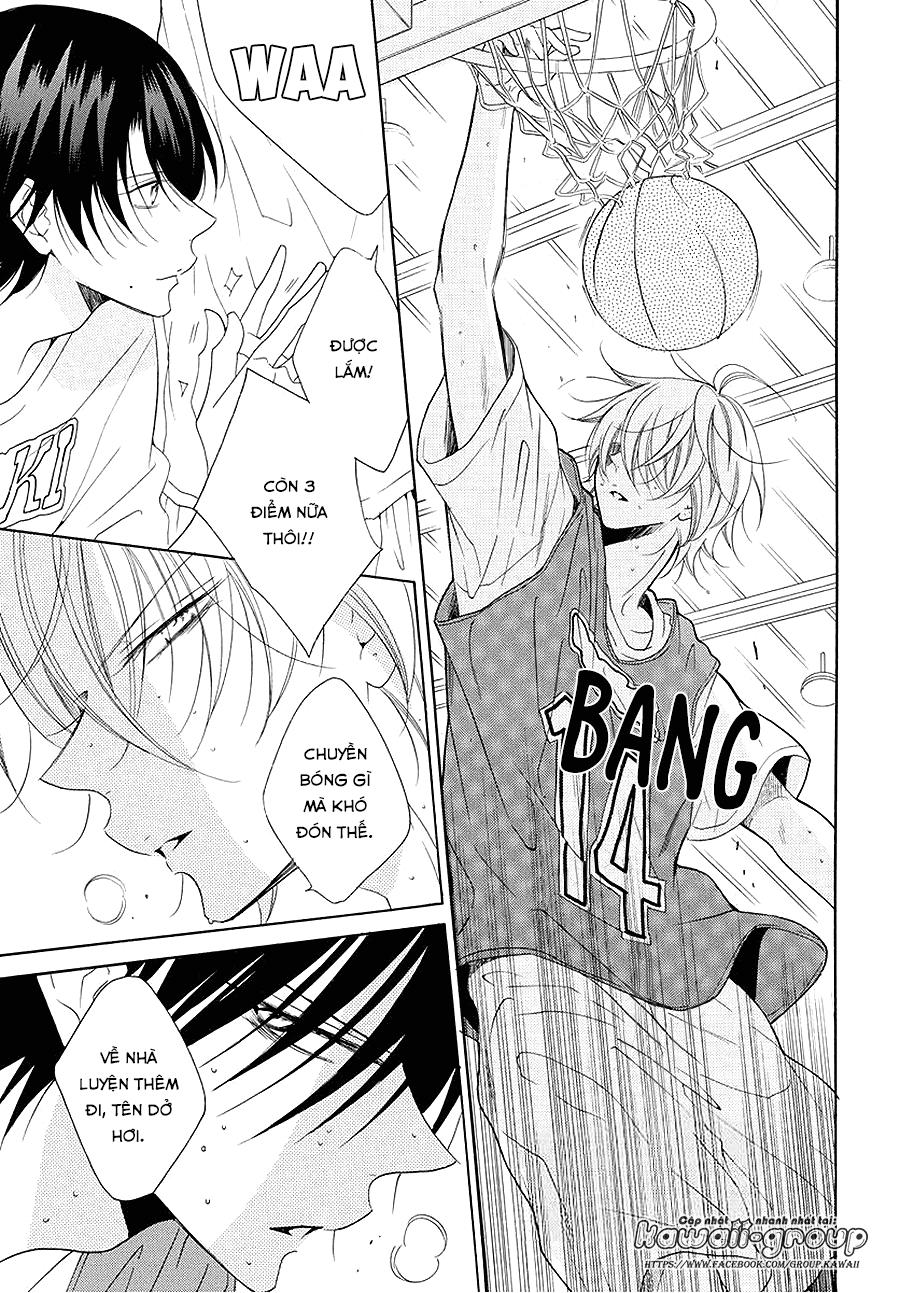 BANG
14
WAA
ĐƯỢC
LẮM!
CÒN 3
ĐIỂM NỮA
THÔI!!
KI
CHUYỀN
BÓNG GÌ
MÀ KHÓ
ĐÓN THẾ.
VỀ NHÀ
LUYỆN THÊM
ĐI, TÊN DỞ
HƠI.
Cập nhật nhanh nhất tại:
Kawaii-group
HTTPS://WWW.FACEBOOK.COM/GROUP.KAWAII